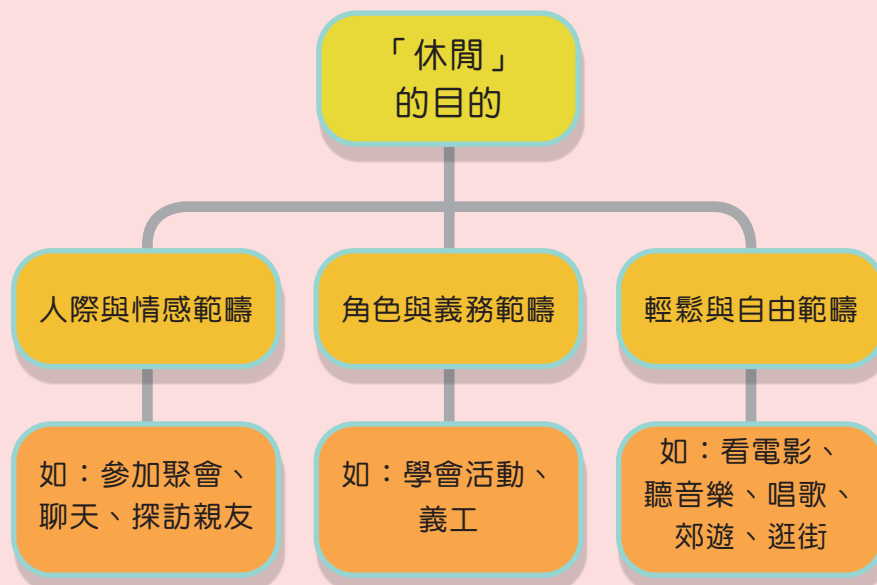 「休閒」
的目的
人際與情感範疇
角色與義務範疇
輕鬆與自由範疇
如：參加聚會、
聊天、探訪親友
如：學會活動、
義工
如：看電影、
聽音樂、唱歌、
郊遊、逛街